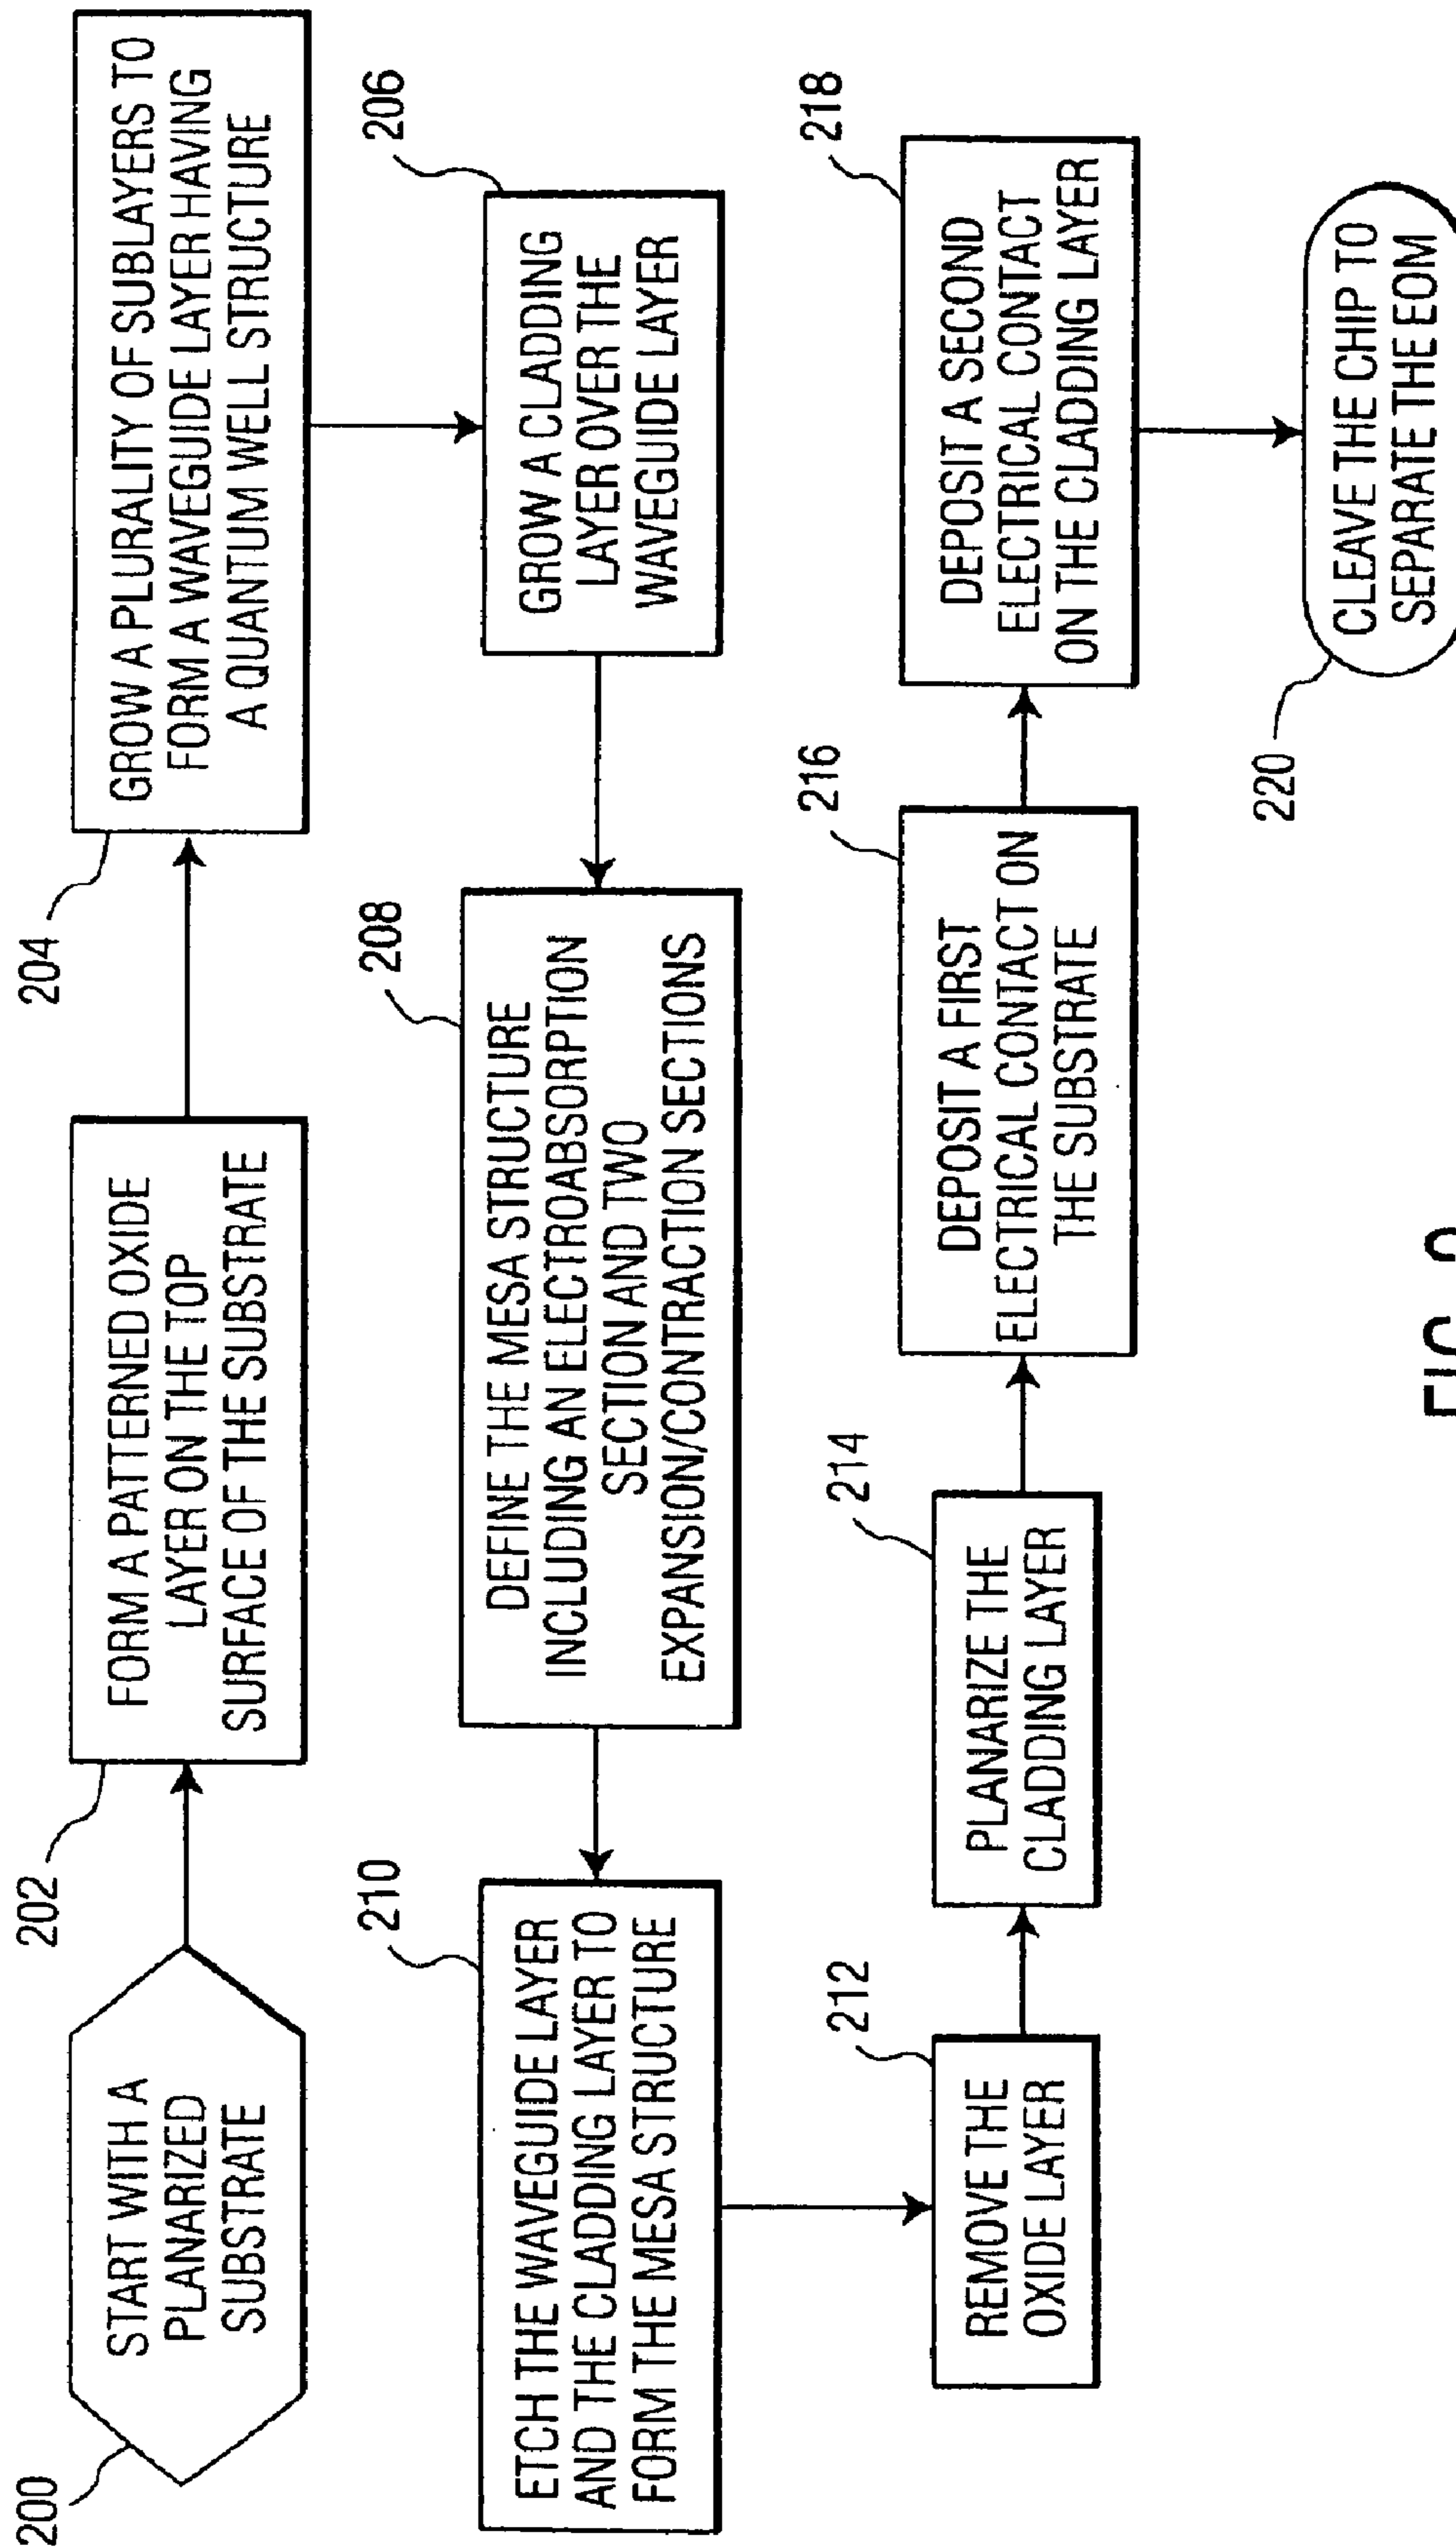 200
START WITH A
PLANARIZED
SUBSTRATE
202
FORM A PATTERNED OXIDE
LAYER ON THE TOP
SURFACE OF THE SUBSTRATE
204
GROW A PLURALITY OF SUBLAYERS TO
FORM A WAVEGUIDE LAYER HAVING
A QUANTUM WELL STRUCTURE
206
GROW A CLADDING
LAYER OVER THE
WAVEGUIDE LAYER
208
DEFINE THE MESA STRUCTURE
INCLUDING AN ELECTROABSORPTION
SECTION AND TWO
EXPANSION/CONTRACTION SECTIONS
210
ETCH THE WAVEGUIDE LAYER
AND THE CLADDING LAYER TO
FORM THE MESA STRUCTURE
212
REMOVE THE
OXIDE LAYER
214
PLANARIZE THE
CLADDING LAYER
216
DEPOSIT A FIRST
ELECTRICAL CONTACT ON
THE SUBSTRATE
218
DEPOSIT A SECOND
ELECTRICAL CONTACT
ON THE CLADDING LAYER
220
CLEAVE THE CHIP TO
SEPARATE THE EOM
FIG.